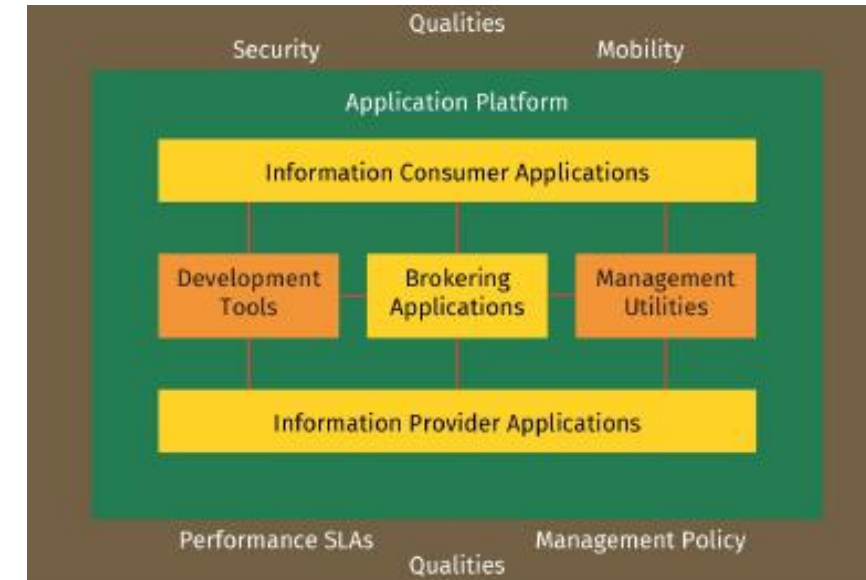 Qualities
Security Mobility
Application Platform
Information Consumer Applications
Development
Tools
Brokering
Applications
Management
Utilities
Information Provider Applications
Performance SLAs Management Policy
Qualities